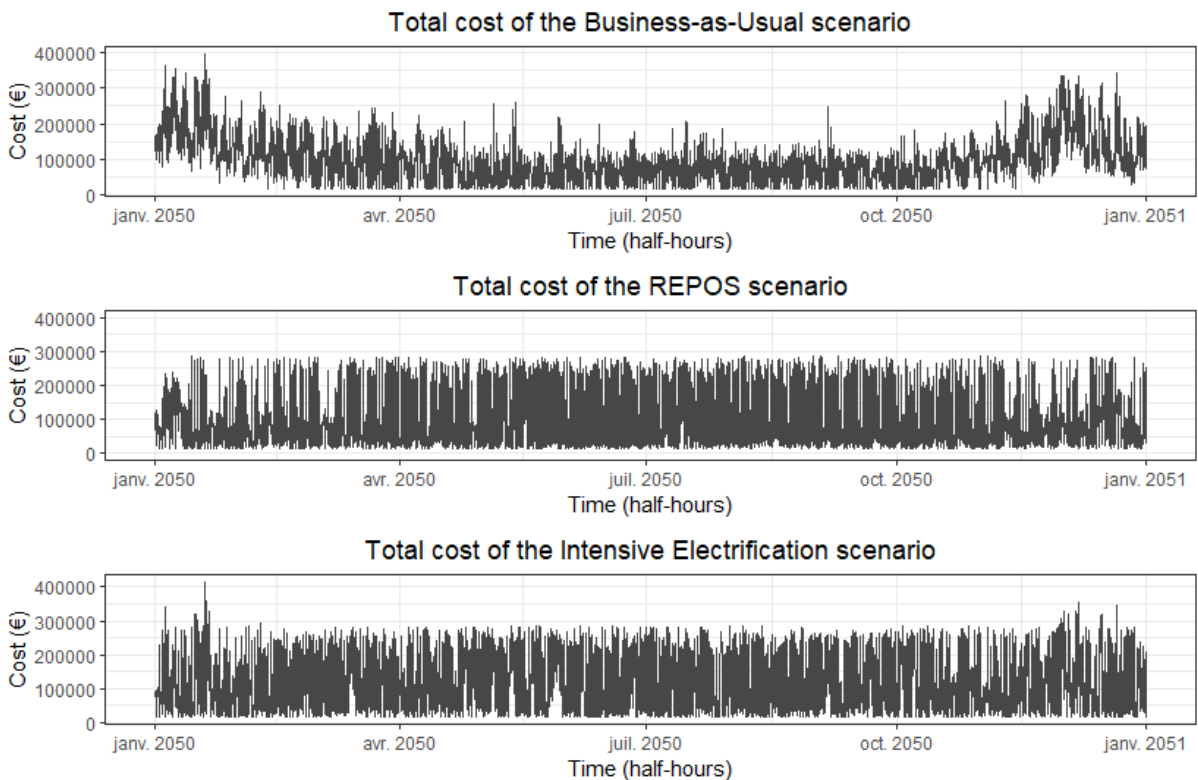 Total cost of the Business-as-Usual scenario
Cost (€)
400000
300000
200000
100000
0
janv. 2050 avr. 2050 juil. 2050 oct. 2050 janv. 2051
Time (half-hours)
Total cost of the REPOS scenario
Cost (€)
400000
300000
200000
100000
0
janv. 2050 avr. 2050 juil. 2050 oct. 2050 janv. 2051
Time (half-hours)
Total cost of the Intensive Electrification scenario
Cost (€)
400000
300000
200000
100000
0
janv. 2050 avr. 2050 juil. 2050 oct. 2050 janv. 2051
Time (half-hours)